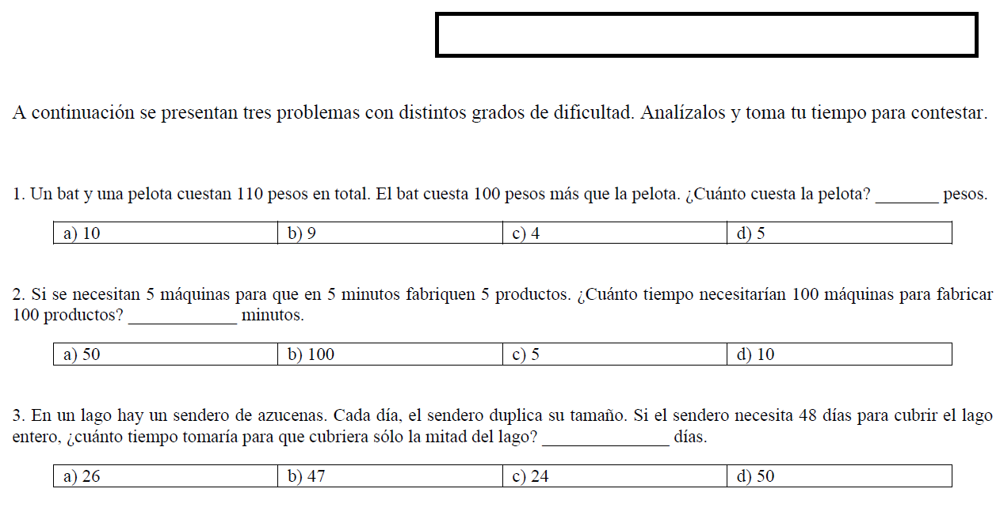 A continuación se presentan tres problemas con distintos grados de dificultad. Analízalos y toma tu tiempo para contestar.
1. Un bat y una pelota cuestan 110 pesos en total. El bat cuesta 100 pesos más que la pelota. ¿Cuánto cuesta la pelota? _______ pesos.
a) 10 b) 9 c) 4 d) 5
2. Si se necesitan 5 máquinas para que en 5 minutos fabriquen 5 productos. ¿Cuánto tiempo necesitarían 100 máquinas para fabricar
100 productos? ____________ minutos.
a) 50 b) 100 c) 5 d) 10
3. En un lago hay un sendero de azucenas. Cada día, el sendero duplica su tamaño. Si el sendero necesita 48 días para cubrir el lago
entero, ¿cuánto tiempo tomaría para que cubriera sólo la mitad del lago? ______________ días.
a) 26 b) 47 c) 24 d) 50